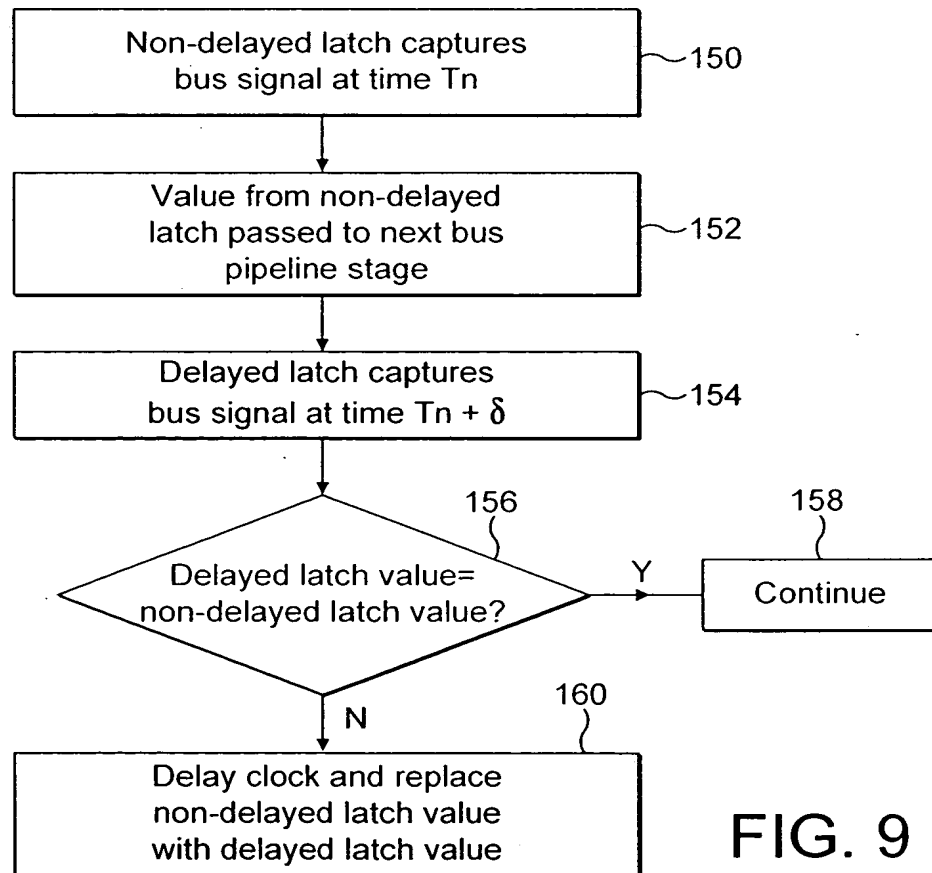 Non-delayed latch captures
bus signal at time Tn
150
Value from non-delayed
latch passed to next bus
pipeline stage
152
Delayed latch captures
bus signal at time Tn + δ
154
156
Delayed latch value=
non-delayed latch value?
Y
158
Continue
N
160
Delay clock and replace
non-delayed latch value
with delayed latch value
FIG. 9